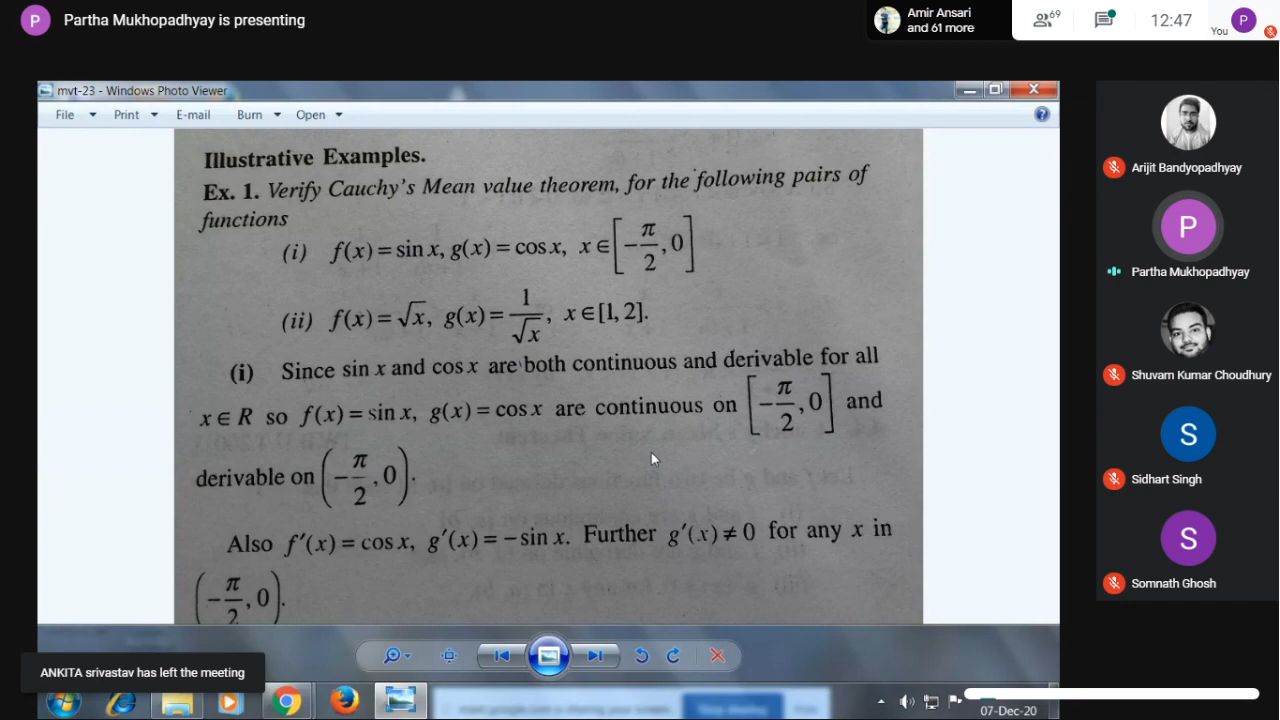 P Partha Mukhopadhyay is presenting
Amir Ansari
and 61 more
69
12:47
You
P
mvt-23 - Windows Photo Viewer
File Print E-mail Burn Open
Illustrative Examples.
Ex. 1. Verify Cauchy's Mean value theorem, for the following pairs of
functions
(i) f(x) = sin x, g(x) = cos x, x ∈ [-π/2, 0]
(ii) f(x) = √x, g(x) = 1/√x, x ∈ [1, 2].
(i) Since sin x and cos x are both continuous and derivable for all
x ∈ R so f(x) = sin x, g(x) = cos x are continuous on [-π/2, 0] and
derivable on (-π/2, 0).
Also f′(x) = cos x, g′(x) = – sin x. Further g′(x) ≠ 0 for any x in
(-π/2, 0).
Arijit Bandyopadhyay
P
Partha Mukhopadhyay
Shuvam Kumar Choudhury
S
Sidhart Singh
S
Somnath Ghosh
ANKITA srivastav has left the meeting
07-Dec-20